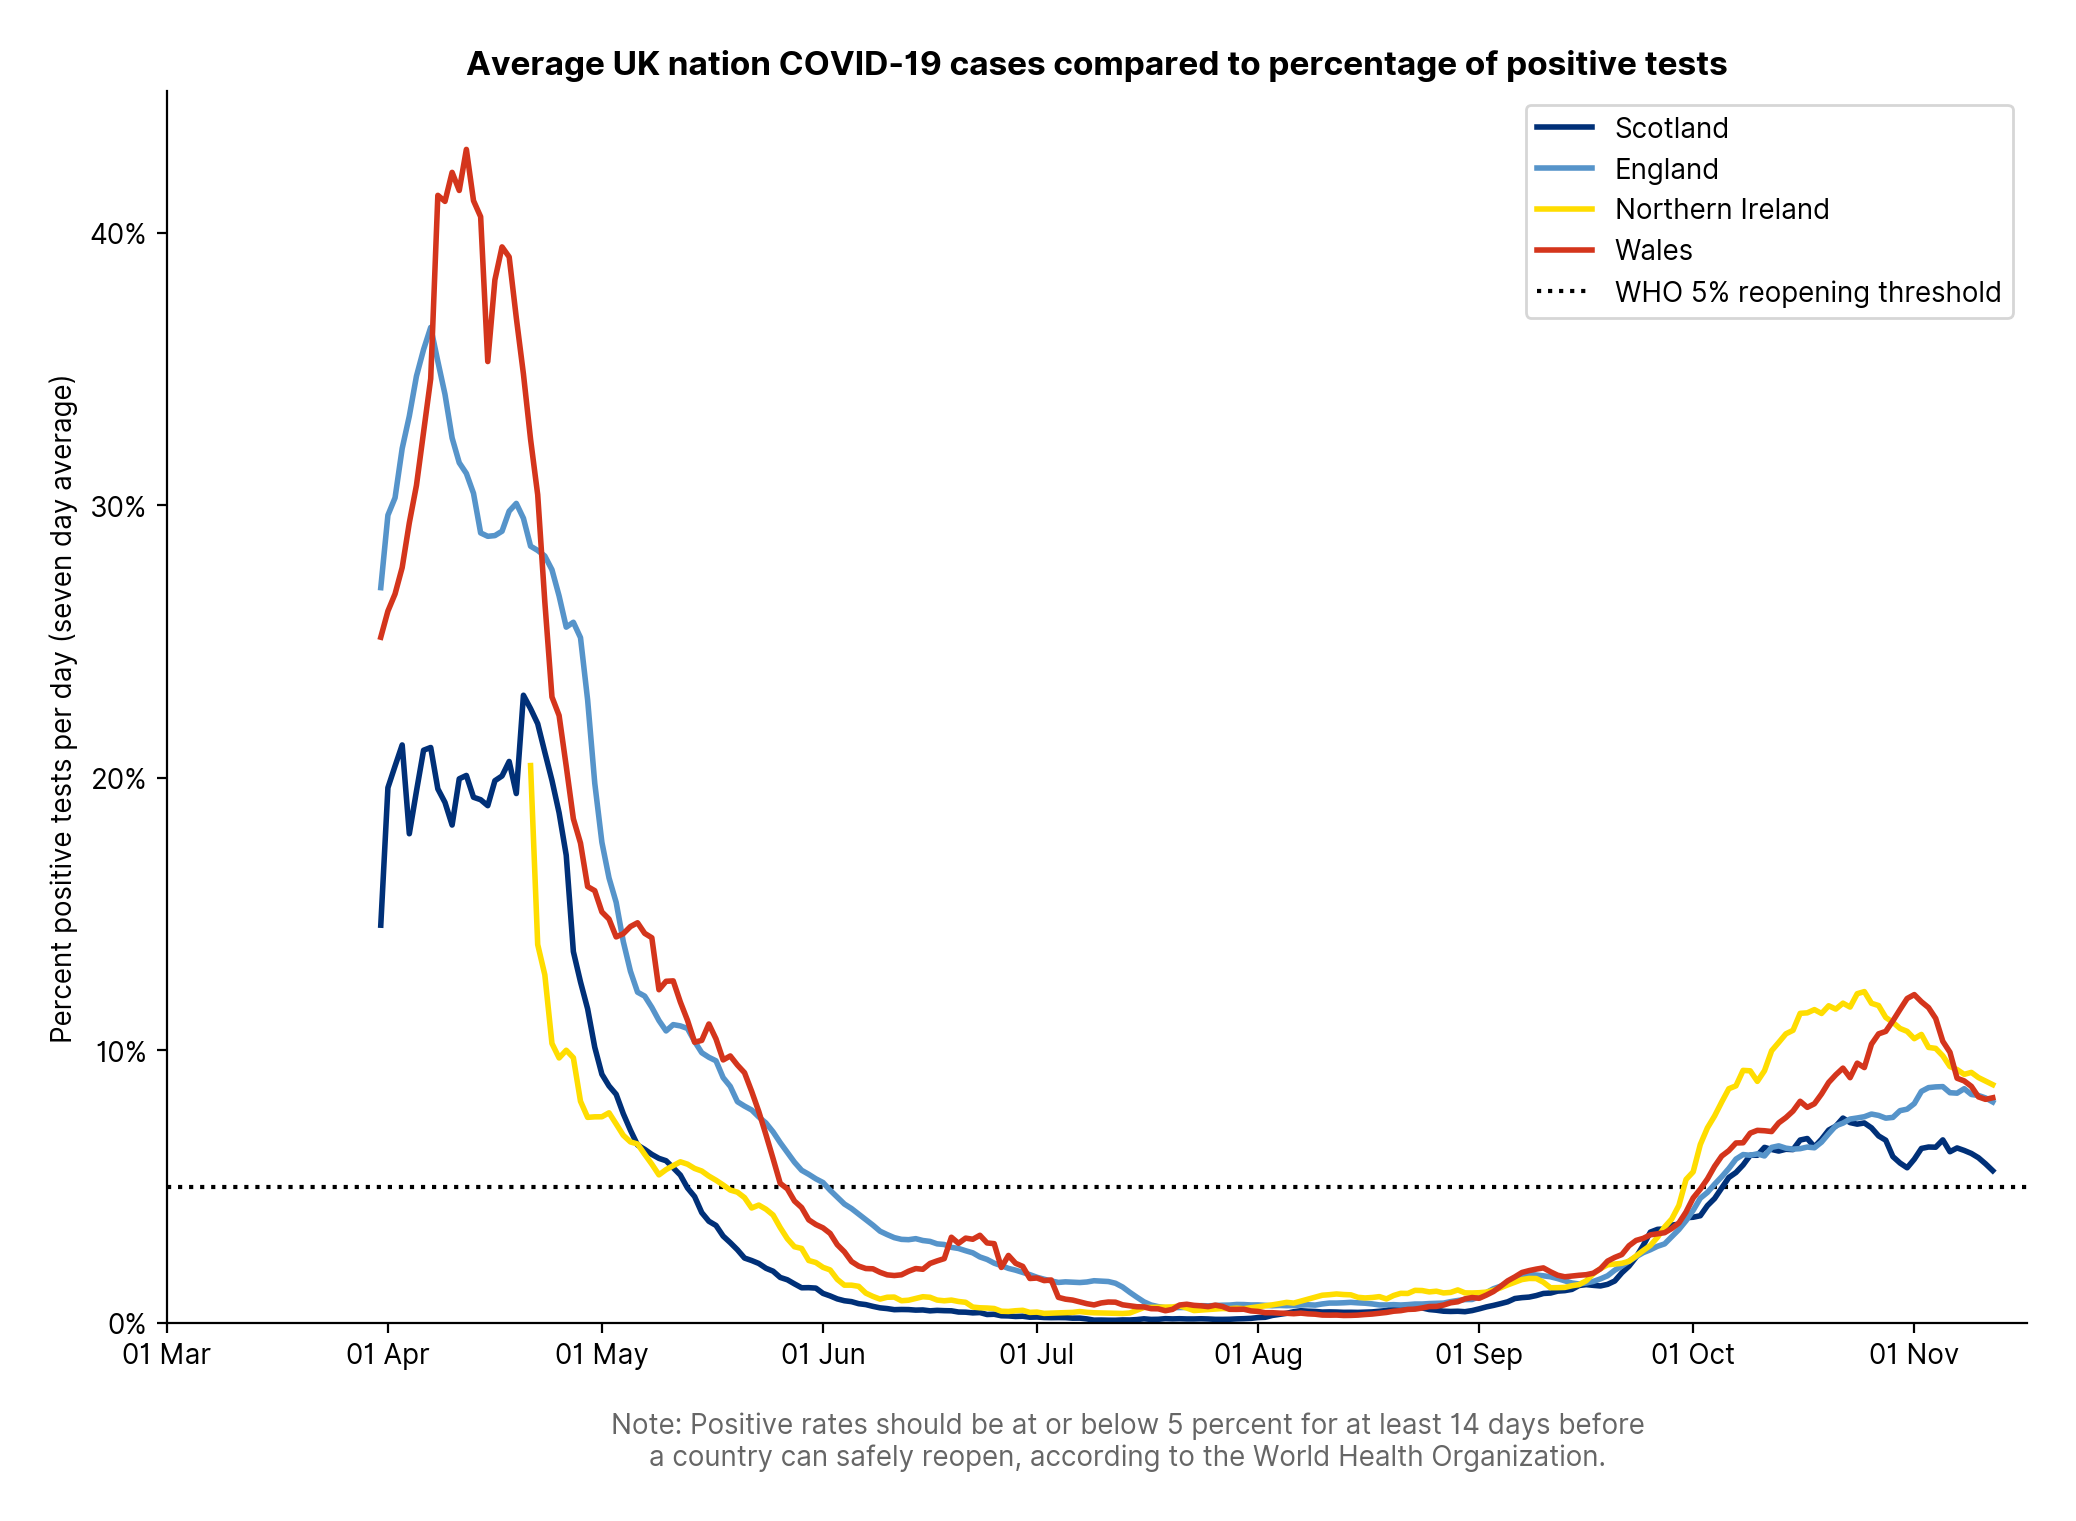 Average UK nation COVID-19 cases compared to percentage of positive tests
Scotland
England
Northern Ireland
Wales
WHO 5% reopening threshold
Percent positive tests per day (seven day average)
40%
30%
20%
10%
0%
01 Mar
01 Apr
01 May
01 Jun
01 Jul
01 Aug
01 Sep
01 Oct
01 Nov
Note: Positive rates should be at or below 5 percent for at least 14 days before
a country can safely reopen, according to the World Health Organization.